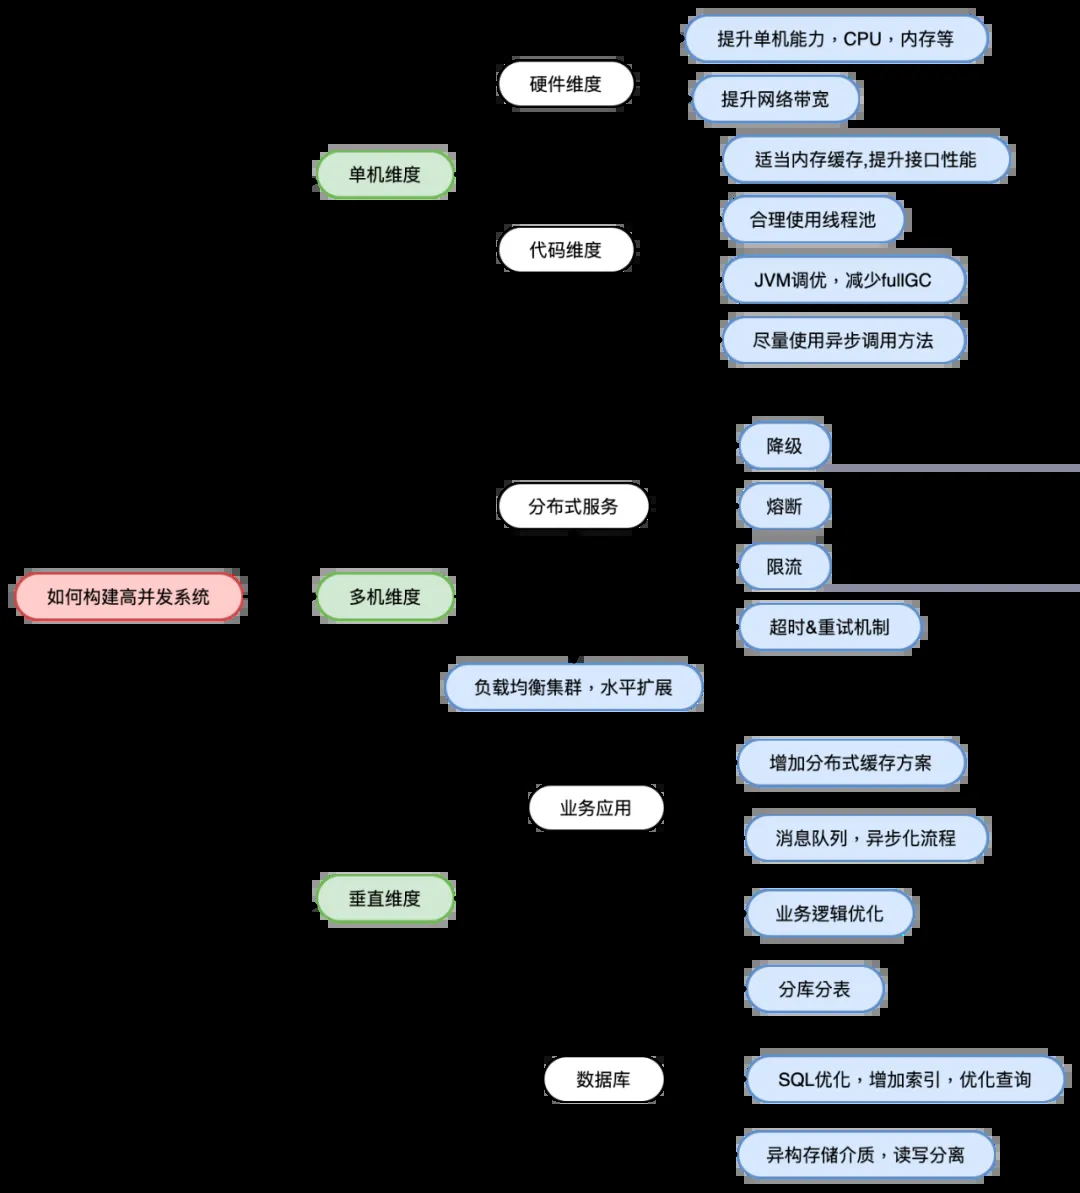 如何构建高并发系统
单机维度
硬件维度
提升单机能力，CPU，内存等
提升网络带宽
代码维度
适当内存缓存,提升接口性能
合理使用线程池
JVM调优，减少fullGC
尽量使用异步调用方法
多机维度
分布式服务
降级
熔断
限流
超时&重试机制
负载均衡集群，水平扩展
垂直维度
业务应用
增加分布式缓存方案
消息队列，异步化流程
业务逻辑优化
数据库
分库分表
SQL优化，增加索引，优化查询
异构存储介质，读写分离